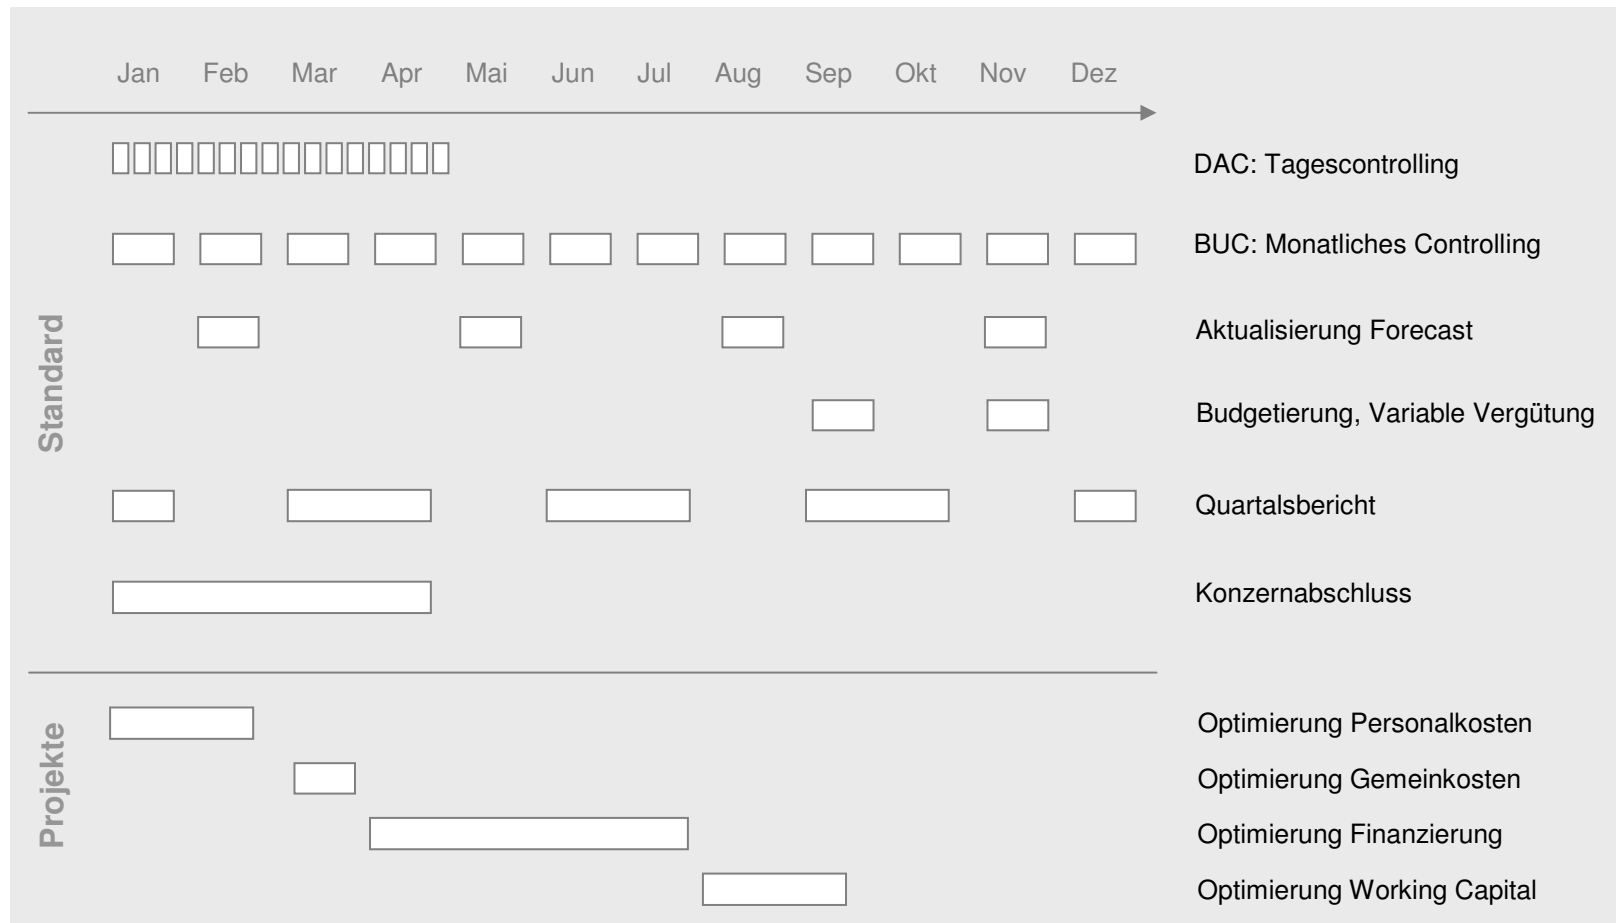 Jan Feb Mar Apr Mai Jun Jul Aug Sep Okt Nov Dez
Standard
DAC: Tagescontrolling
BUC: Monatliches Controlling
Aktualisierung Forecast
Budgetierung, Variable Vergütung
Quartalsbericht
Konzernabschluss
Projekte
Optimierung Personalkosten
Optimierung Gemeinkosten
Optimierung Finanzierung
Optimierung Working Capital